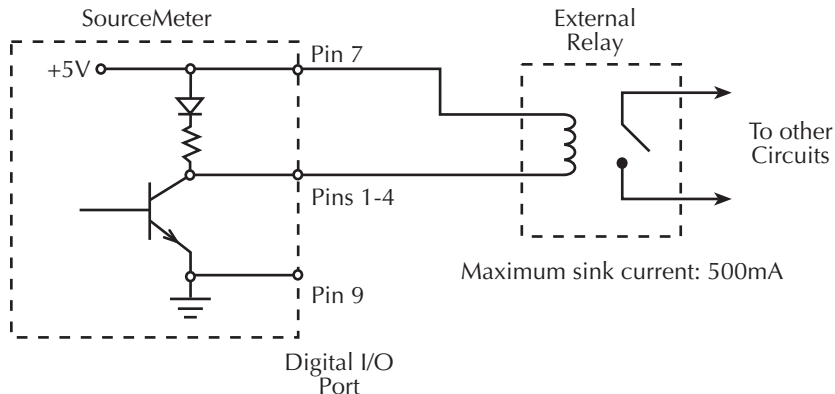 SourceMeter
External
Relay
+5V
Pin 7
To other
Circuits
Pins 1-4
Maximum sink current: 500mA
Pin 9
Digital I/O
Port